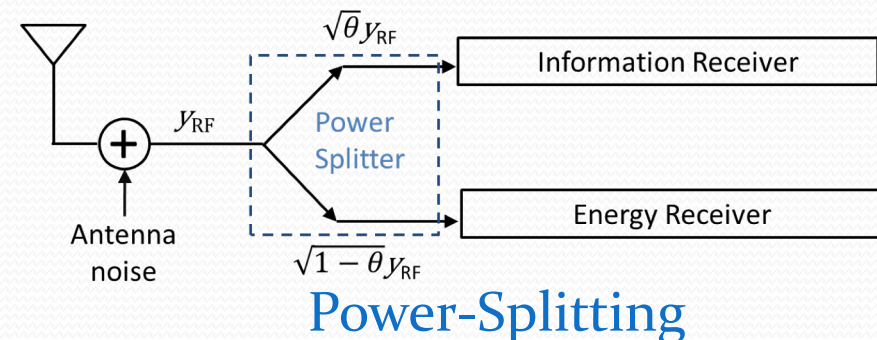 √θ y_RF
Information Receiver
y_RF
Power
Splitter
+
Antenna
noise
Energy Receiver
√1 − θ y_RF
Power-Splitting